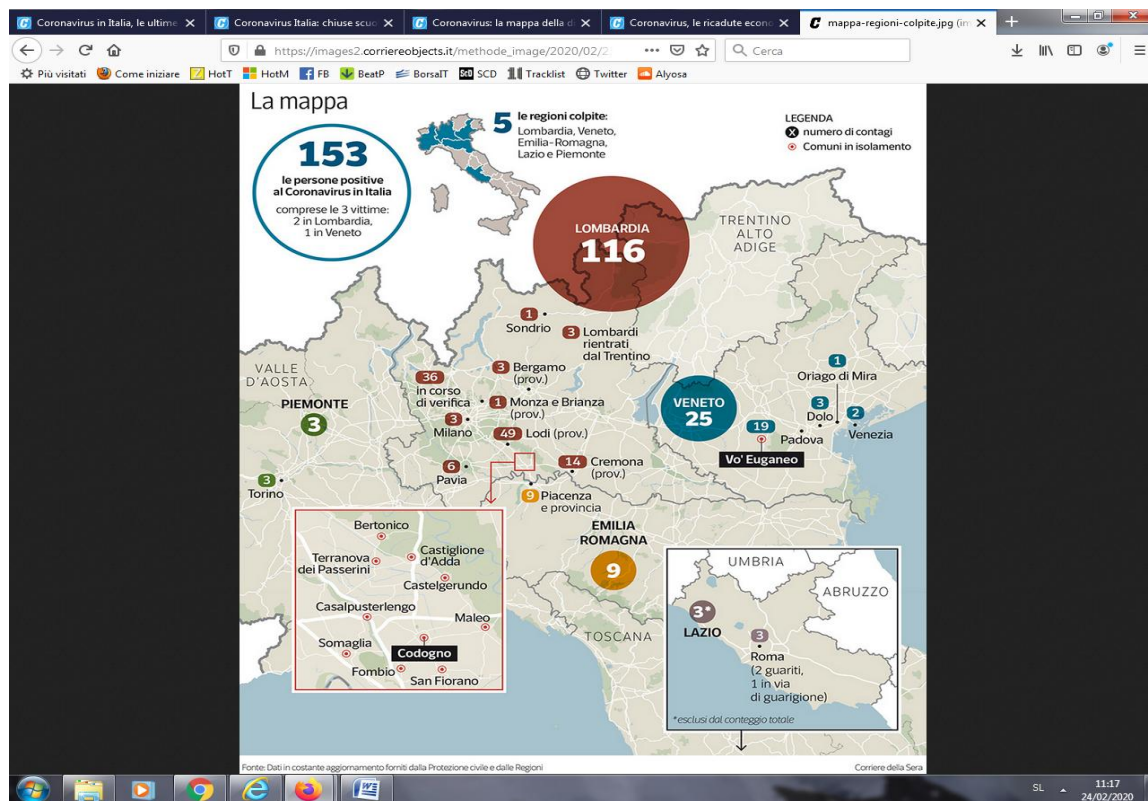 Coronavirus in Italia, le ultime
Coronavirus Italia: chiuse scuo
Coronavirus: la mappa della d
Coronavirus, le ricadute econo
mappa-regioni-colpite.jpg (im
https://images2.corriereobjects.it/methode_image/2020/02/2
Cerca
Più visitati
Come iniziare
HotT
HotM
FB
BeatP
BorsaIT
SCD
Tracklist
Twitter
Alyosa
La mappa
153
le persone positive
al Coronavirus in Italia
comprese le 3 vittime:
2 in Lombardia,
1 in Veneto
5 le regioni colpite:
Lombardia, Veneto,
Emilia-Romagna,
Lazio e Piemonte
LEGENDA
X numero di contagi
Comuni in isolamento
LOMBARDIA
116
TRENTINO
ALTO
ADIGE
1
Sondrio
3 Lombardi
rientrati
dal Trentino
VALLE
D'AOSTA
PIEMONTE
3
36
in corso
di verifica
3 Bergamo
(prov.)
1 Monza e Brianza
(prov.)
3
Milano
49 Lodi (prov.)
6
Pavia
14 Cremona
(prov.)
3
Torino
9 Piacenza
e provincia
VENETO
25
1
Oriago di Mira
3
Dolo
2
Venezia
19
Padova
Vo' Euganeo
EMILIA
ROMAGNA
9
Bertonico
Terranova
dei Passerini
Castiglione
d'Adda
Castelgerundo
Casalpusterlengo
Maleo
Somaglia
Codogno
Fombio
San Fiorano
TOSCANA
UMBRIA
ABRUZZO
3*
LAZIO
3
Roma
(2 guariti,
1 in via
di guarigione)
*esclusi dal conteggio totale
Fonte: Dati in costante aggiornamento forniti dalla Protezione civile e dalle Regioni
Corriere della Sera
SL
11:17
24/02/2020